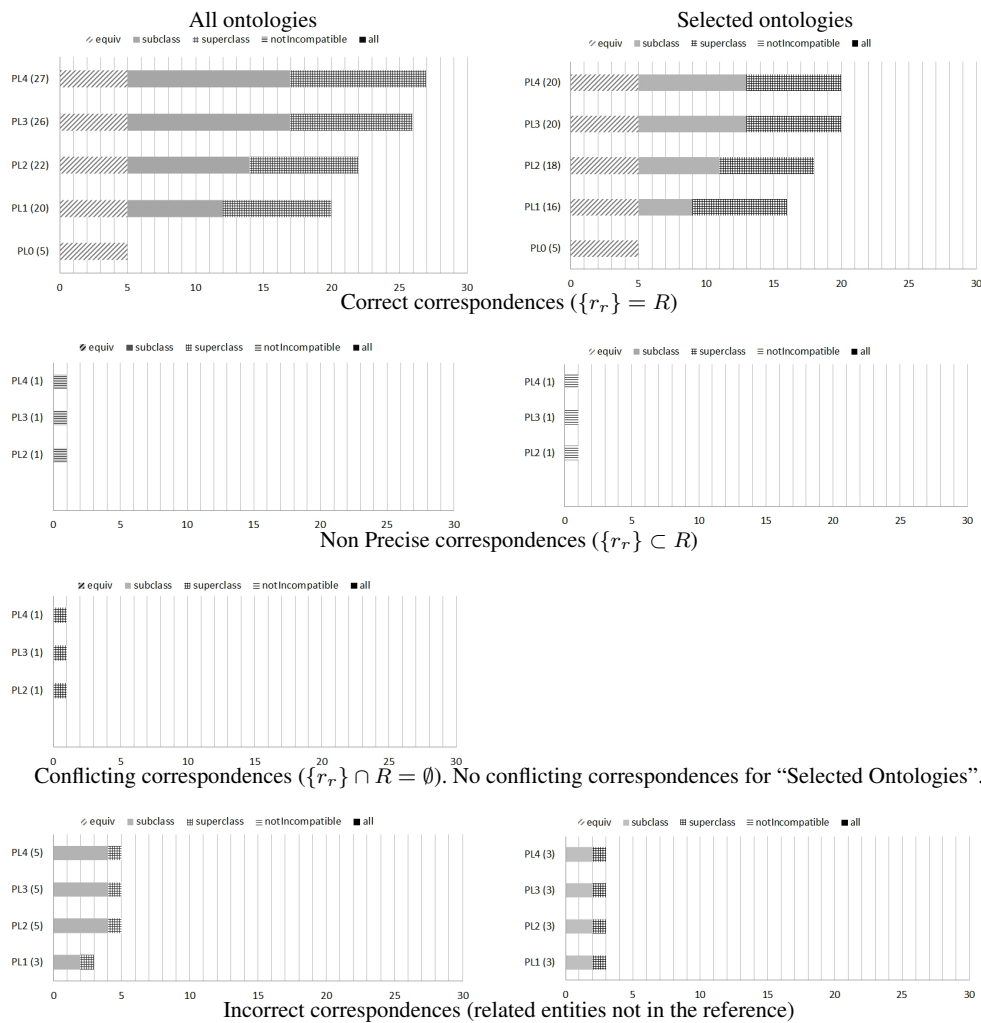 All ontologies
equiv subclass superclass notIncompatible all
PL4 (27)
PL3 (26)
PL2 (22)
PL1 (20)
PL0 (5)
0 5 10 15 20 25 30
Selected ontologies
equiv subclass superclass notIncompatible all
PL4 (20)
PL3 (20)
PL2 (18)
PL1 (16)
PL0 (5)
0 5 10 15 20 25 30
Correct correspondences ({r_r} = R)
equiv subclass superclass notIncompatible all
PL4 (1)
PL3 (1)
PL2 (1)
0 5 10 15 20 25 30
equiv subclass superclass notIncompatible all
PL4 (1)
PL3 (1)
PL2 (1)
0 5 10 15 20 25 30
Non Precise correspondences ({r_r} ⊂ R)
equiv subclass superclass notIncompatible all
PL4 (1)
PL3 (1)
PL2 (1)
0 5 10 15 20 25 30
Conflicting correspondences ({r_r} ∩ R = ∅). No conflicting correspondences for “Selected Ontologies”.
equiv subclass superclass notIncompatible all
PL4 (5)
PL3 (5)
PL2 (5)
PL1 (3)
0 5 10 15 20 25 30
equiv subclass superclass notIncompatible all
PL4 (3)
PL3 (3)
PL2 (3)
PL1 (3)
0 5 10 15 20 25 30
Incorrect correspondences (related entities not in the reference)